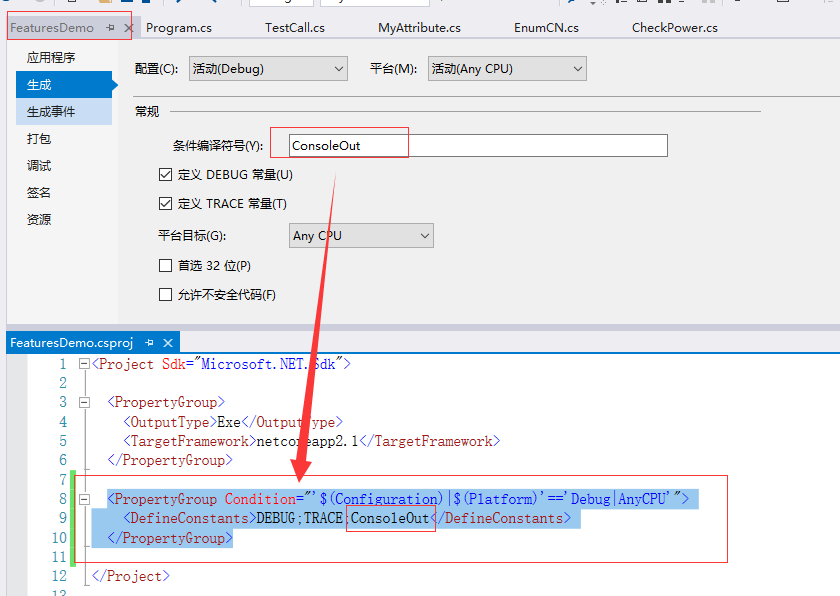 FeaturesDemo Program.cs TestCall.cs MyAttribute.cs EnumCN.cs CheckPower.cs
应用程序
生成
生成事件
打包
调试
签名
资源
配置(C): 活动(Debug) 平台(M): 活动(Any CPU)
常规
条件编译符号(Y): ConsoleOut
定义 DEBUG 常量(U)
定义 TRACE 常量(T)
平台目标(G): Any CPU
首选 32 位(P)
允许不安全代码(F)
FeaturesDemo.csproj
1 <Project Sdk="Microsoft.NET.Sdk">
2
3 <PropertyGroup>
4 <OutputType>Exe</OutputType>
5 <TargetFramework>netcoreapp2.1</TargetFramework>
6 </PropertyGroup>
7
8 <PropertyGroup Condition="'$(Configuration)|$(Platform)'=='Debug|AnyCPU'">
9 <DefineConstants>DEBUG;TRACE;ConsoleOut</DefineConstants>
10 </PropertyGroup>
11
12 </Project>